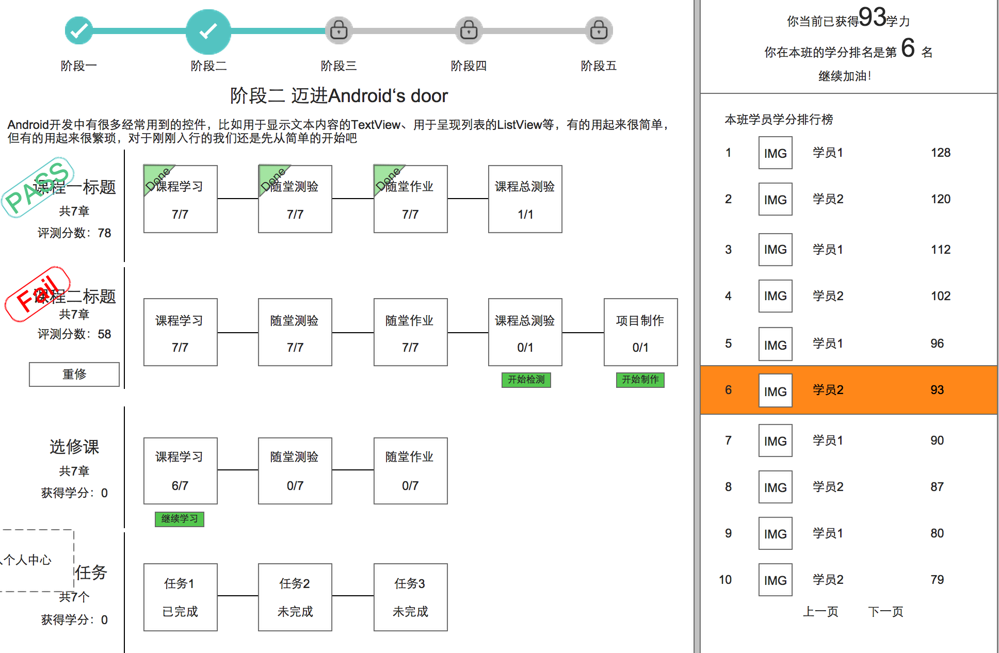 阶段一 阶段二 阶段三 阶段四 阶段五
阶段二 迈进Android‘s door
Android开发中有很多经常用到的控件，比如用于显示文本内容的TextView、用于呈现列表的ListView等，有的用起来很简单，
但有的用起来很繁琐，对于刚刚入行的我们还是先从简单的开始吧
PASS
课程一标题
共7章
评测分数：78
Done Done Done
课程学习 随堂测验 随堂作业 课程总测验
7/7 7/7 7/7 1/1
Fail
课程二标题
共7章
评测分数：58
重修
课程学习 随堂测验 随堂作业 课程总测验 项目制作
7/7 7/7 7/7 0/1 0/1
开始检测 开始制作
选修课
共7章
获得学分：0
课程学习 随堂测验 随堂作业
6/7 0/7 0/7
继续学习
个人中心
任务
共7个
获得学分：0
任务1 任务2 任务3
已完成 未完成 未完成
你当前已获得93学力
你在本班的学分排名是第 6 名
继续加油！
本班学员学分排行榜
1 IMG 学员1 128
2 IMG 学员2 120
3 IMG 学员1 112
4 IMG 学员2 102
5 IMG 学员1 96
6 IMG 学员2 93
7 IMG 学员1 90
8 IMG 学员2 87
9 IMG 学员1 80
10 IMG 学员2 79
上一页 下一页